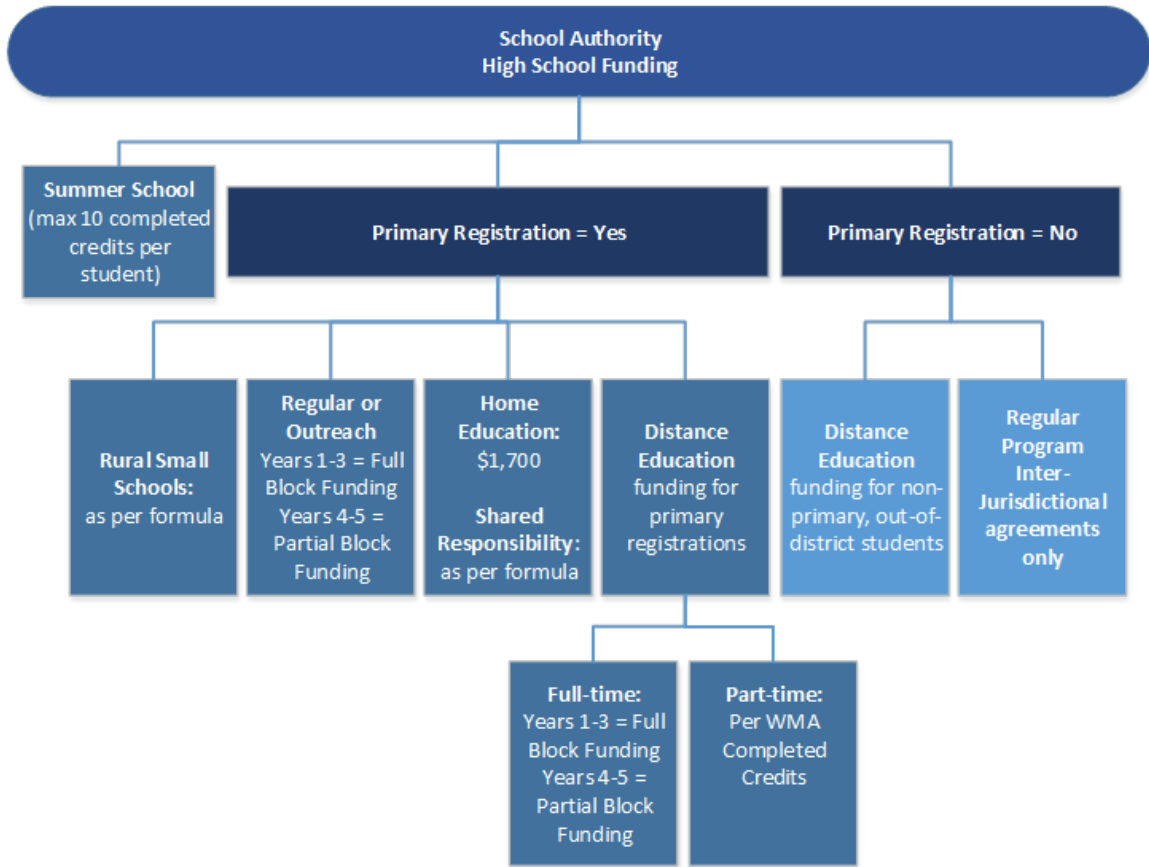 School Authority
High School Funding
Summer School
(max 10 completed
credits per
student)
Primary Registration = Yes
Primary Registration = No
Rural Small
Schools:
as per formula
Regular or
Outreach
Years 1-3 = Full
Block Funding
Years 4-5 =
Partial Block
Funding
Home
Education:
$1,700
Shared
Responsibility:
as per formula
Distance
Education
funding for
primary
registrations
Distance
Education
funding for non-
primary, out-of-
district students
Regular
Program
Inter-
Jurisdictional
agreements
only
Full-time:
Years 1-3 = Full
Block Funding
Years 4-5 =
Partial Block
Funding
Part-time:
Per WMA
Completed
Credits